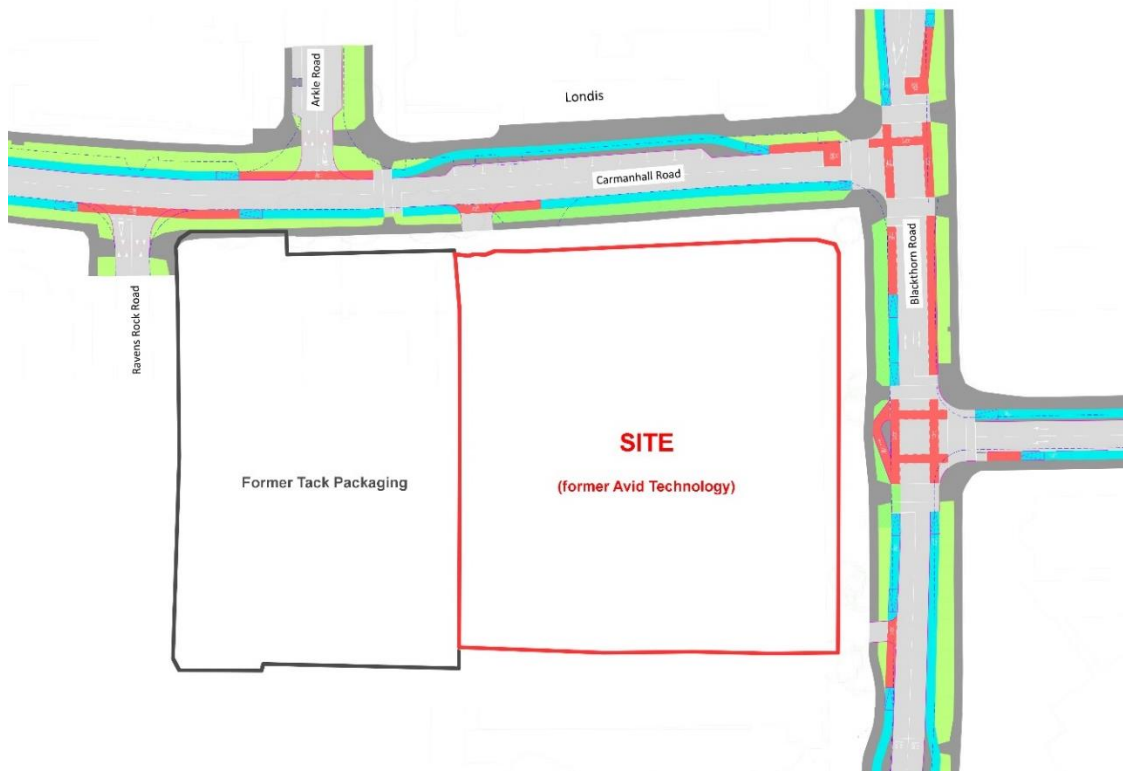 Arkle Road
Londis
Carmanhall Road
Blackthorn Road
Ravens Rock Road
SITE
(former Avid Technology)
Former Tack Packaging